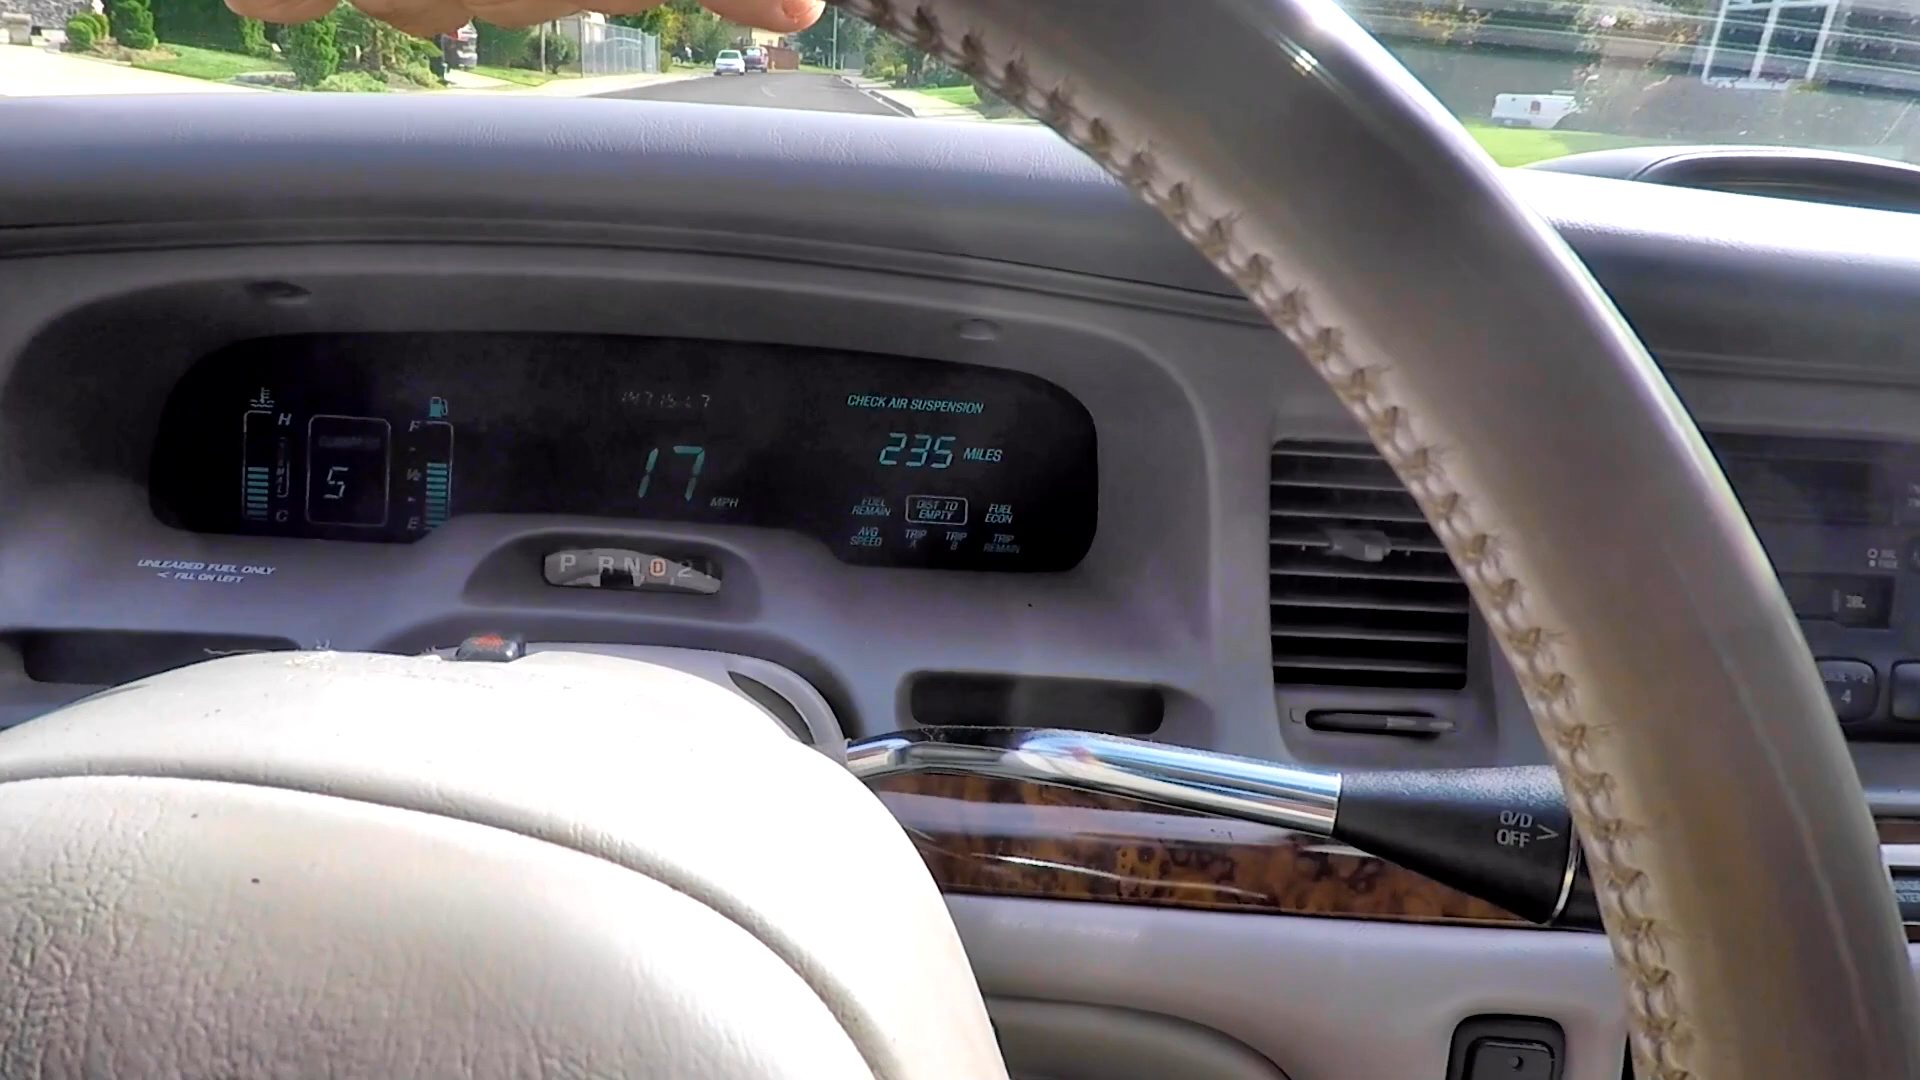 H
C
S
F
E
17
MPH
CHECK AIR SUSPENSION
235 MILES
FUEL REMAIN
DIST TO EMPTY
FUEL ECON
AVG SPEED
TRIP A
TRIP B
TRIP REMAIN
UNLEADED FUEL ONLY
< FILL ON LEFT
P R N D 2 1
O/D
OFF >
4